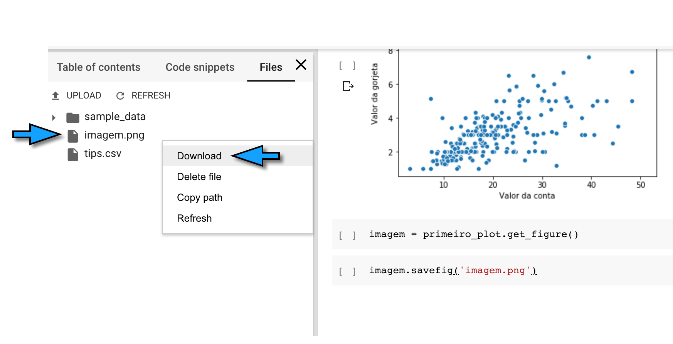 Table of contents Code snippets Files X
UPLOAD REFRESH
sample_data
imagem.png
tips.csv
Download
Delete file
Copy path
Refresh
[ ]
8
6
4
2
Valor da gorjeta
10 20 30 40 50
Valor da conta
[ ] imagem = primeiro_plot.get_figure()
[ ] imagem.savefig('imagem.png')